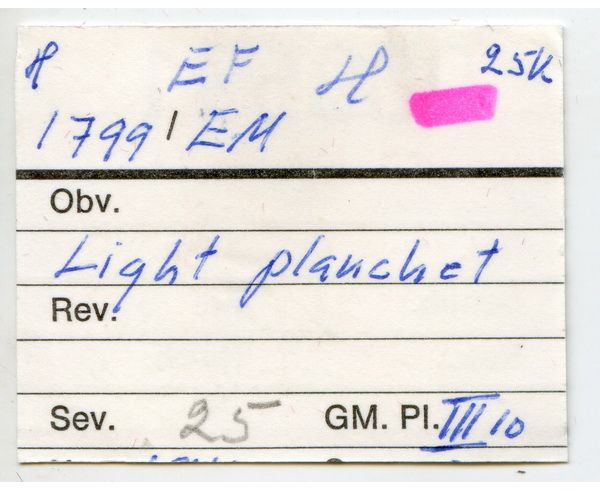 H EF H 25K
1799 EM
Obv.
Light planchet
Rev.
Sev. 25 GM. Pl. III 10